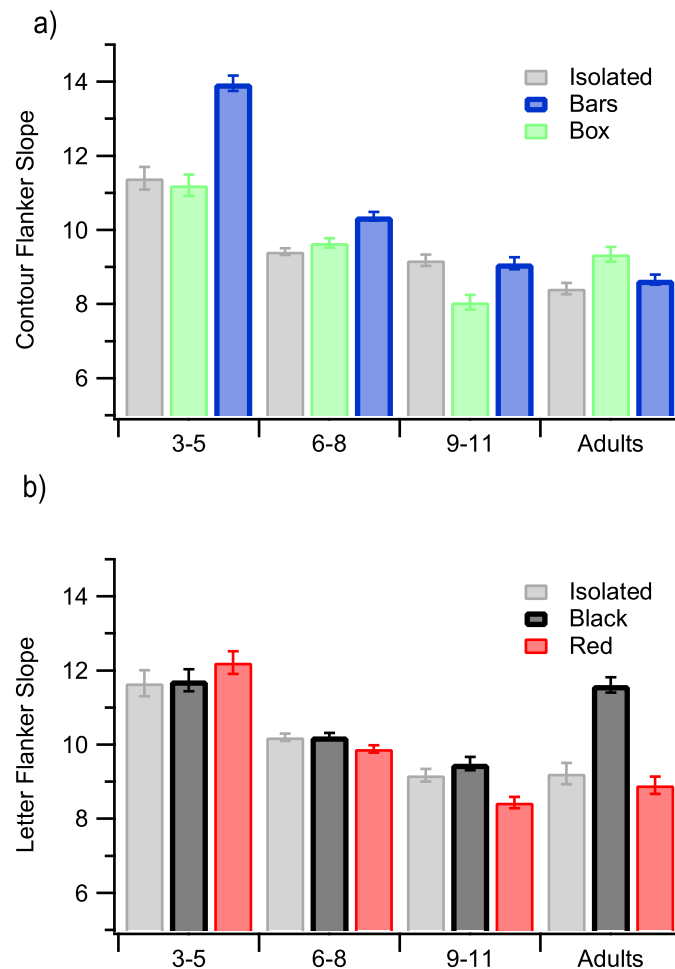 a)
Contour Flanker Slope
14
12
10
8
6
Isolated
Bars
Box
3-5 6-8 9-11 Adults
b)
Letter Flanker Slope
14
12
10
8
6
Isolated
Black
Red
3-5 6-8 9-11 Adults